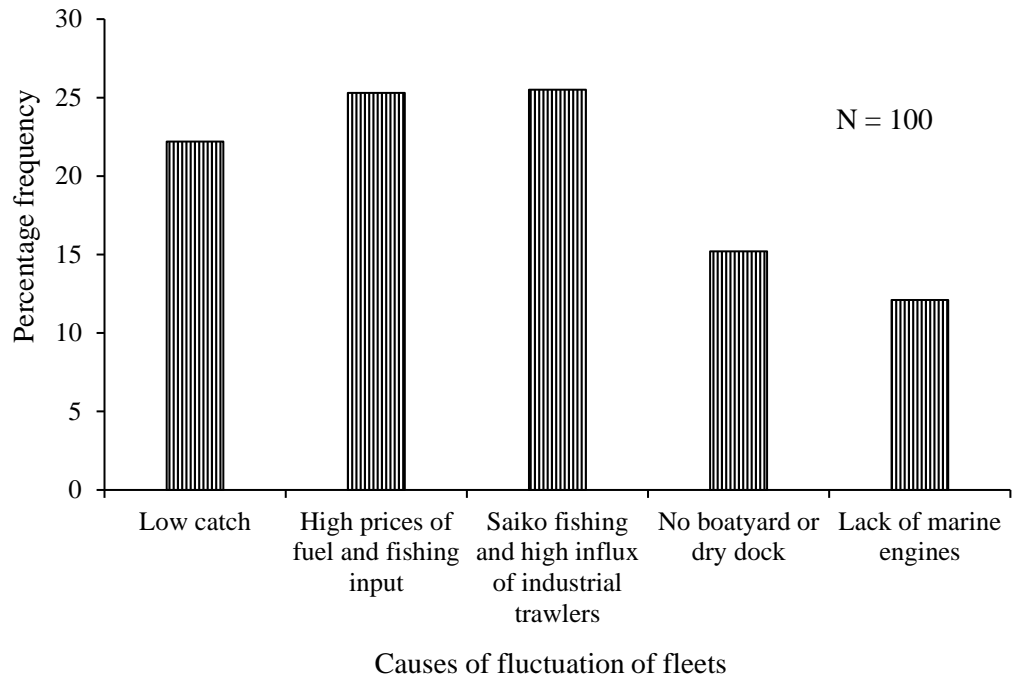 30
25
20
15
10
5
0
Percentage frequency
N = 100
Low catch
High prices of
fuel and fishing
input
Saiko fishing
and high influx
of industrial
trawlers
No boatyard or
dry dock
Lack of marine
engines
Causes of fluctuation of fleets